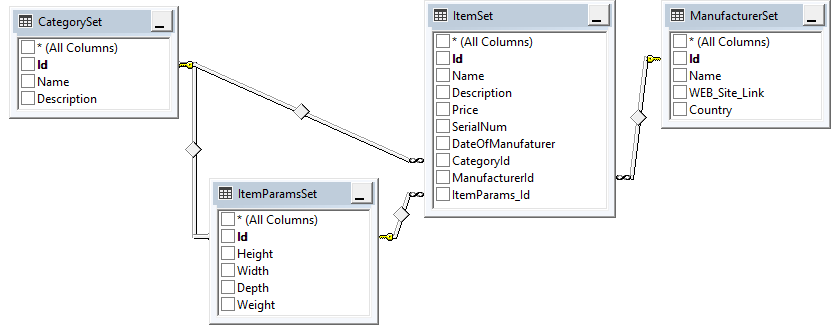 CategorySet
* (All Columns)
Id
Name
Description
ItemParamsSet
* (All Columns)
Id
Height
Width
Depth
Weight
ItemSet
* (All Columns)
Id
Name
Description
Price
SerialNum
DateOfManufaturer
CategoryId
ManufacturerId
ItemParams_Id
ManufacturerSet
* (All Columns)
Id
Name
WEB_Site_Link
Country